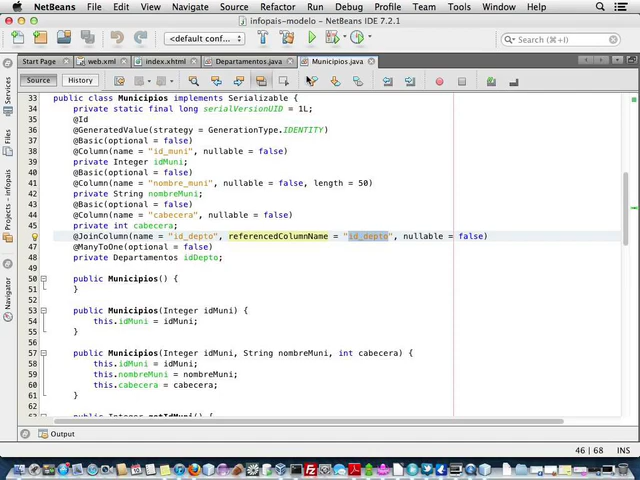 NetBeans File Edit View Navigate Source Refactor Run Debug Profile Team Tools Window Help
infopais-modelo - NetBeans IDE 7.2.1
<default conf...
Search (⌘+I)
Start Page web.xml index.xhtml Departamentos.java Municipios.java
Source History
Services
Files
Projects - infopais
Navigator
33 public class Municipios implements Serializable {
34 private static final long serialVersionUID = 1L;
35 @Id
36 @GeneratedValue(strategy = GenerationType.IDENTITY)
37 @Basic(optional = false)
38 @Column(name = "id_muni", nullable = false)
39 private Integer idMuni;
40 @Basic(optional = false)
41 @Column(name = "nombre_muni", nullable = false, length = 50)
42 private String nombreMuni;
43 @Basic(optional = false)
44 @Column(name = "cabecera", nullable = false)
45 private int cabecera;
@JoinColumn(name = "id_depto", referencedColumnName = "id_depto", nullable = false)
47 @ManyToOne(optional = false)
48 private Departamentos idDepto;
49
50 public Municipios() {
51 }
52
53 public Municipios(Integer idMuni) {
54 this.idMuni = idMuni;
55 }
56
57 public Municipios(Integer idMuni, String nombreMuni, int cabecera) {
58 this.idMuni = idMuni;
59 this.nombreMuni = nombreMuni;
60 this.cabecera = cabecera;
61 }
62
63 public Integer getIdMuni() {
Output
46 | 68 INS